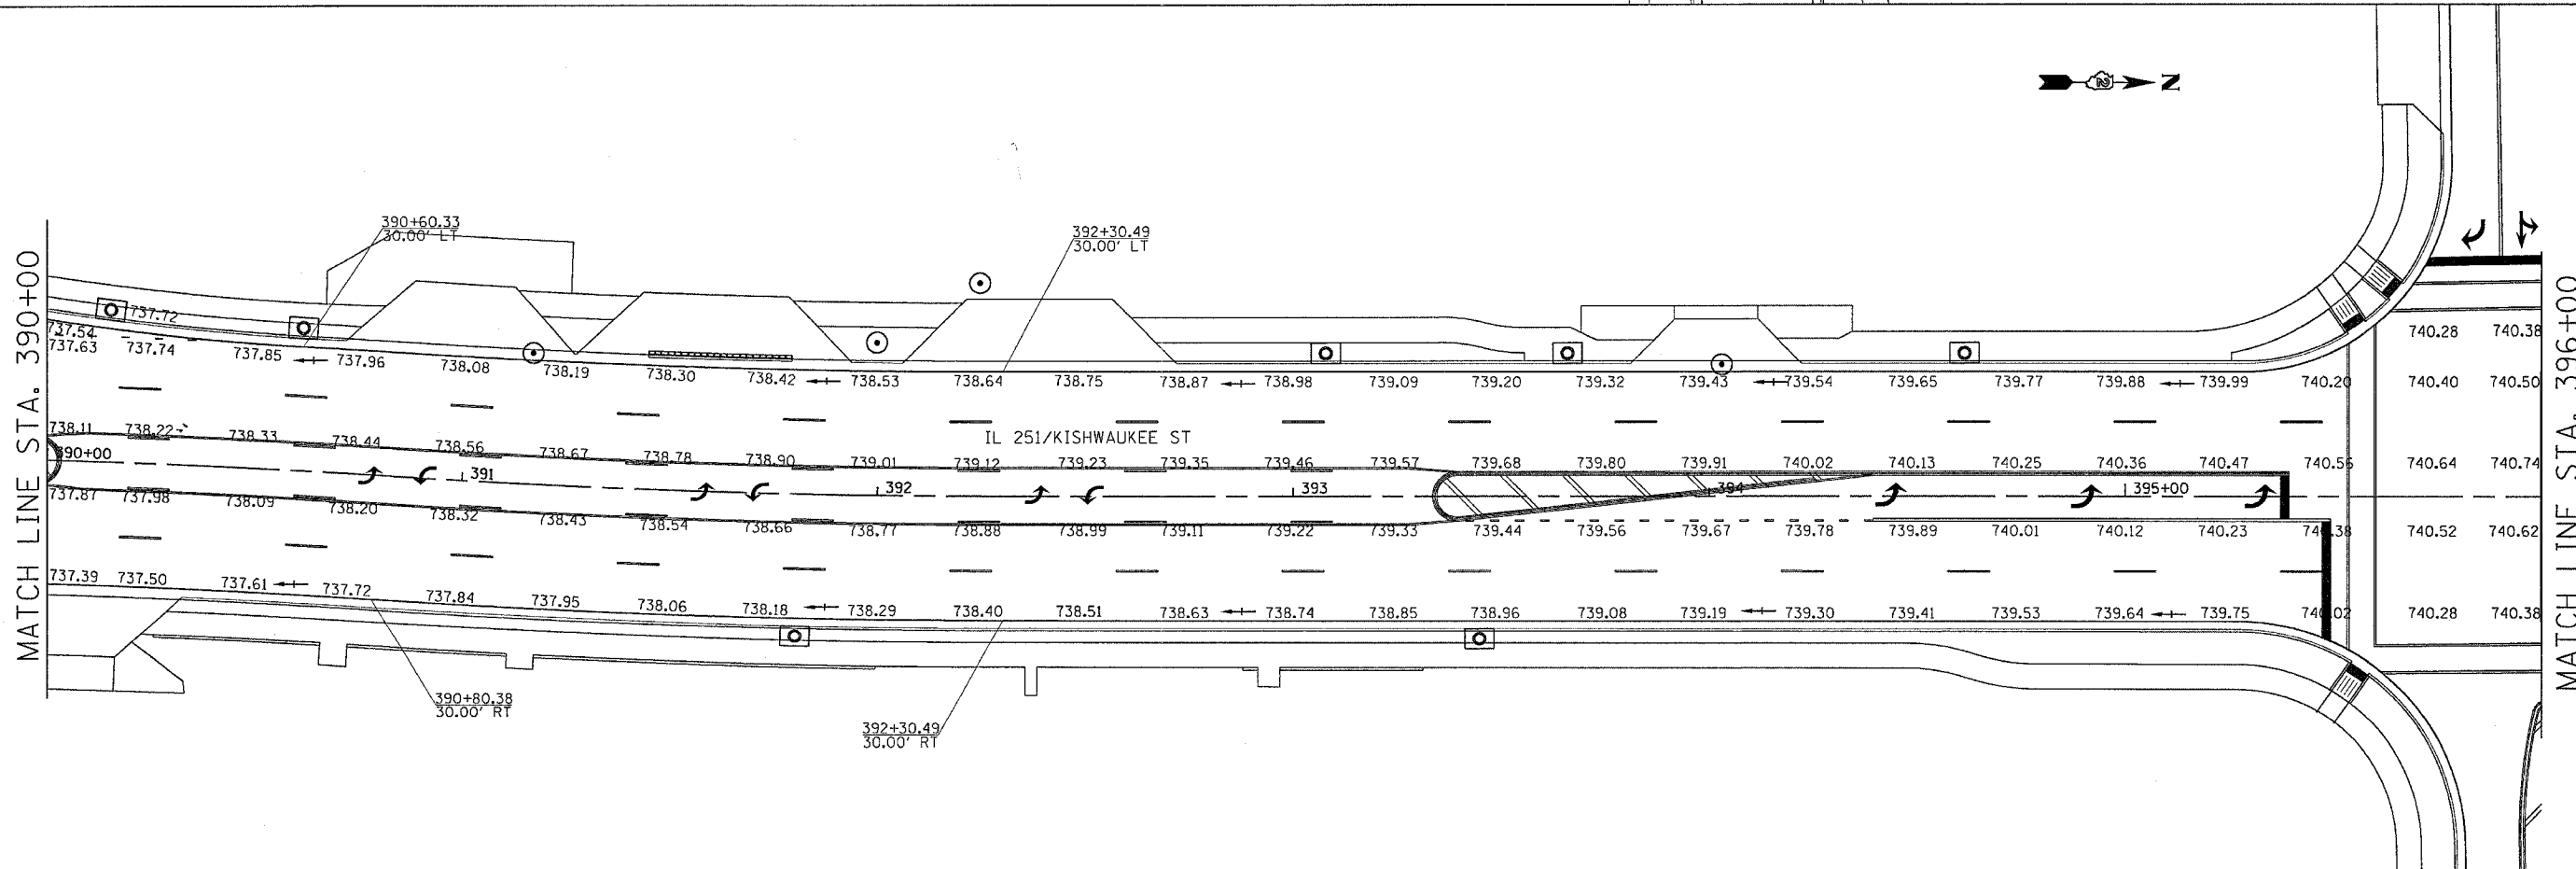 N
390+60.33
30.00' LT
392+30.49
30.00' LT
MATCH LINE STA. 390+00
MATCH LINE STA. 396+00
737.72
737.54
737.63 737.74 737.85 737.96 738.08 738.19 738.30 738.42 738.53 738.64 738.75 738.87 738.98 739.09 739.20 739.32 739.43 739.54 739.65 739.77 739.88 739.99 740.20 740.40 740.50
740.28 740.38
IL 251/KISHWAUKEE ST
738.11 738.22 738.33 738.44 738.56 738.67 738.78 738.90 739.01 739.12 739.23 739.35 739.46 739.57 739.68 739.80 739.91 740.02 740.13 740.25 740.36 740.47 740.56 740.64 740.74
390+00 391 392 393 394 395+00
737.87 737.98 738.09 738.20 738.32 738.43 738.54 738.66 738.77 738.88 738.99 739.11 739.22 739.33 739.44 739.56 739.67 739.78 739.89 740.01 740.12 740.23 740.38 740.52 740.62
737.39 737.50 737.61 737.72 737.84 737.95 738.06 738.18 738.29 738.40 738.51 738.63 738.74 738.85 738.96 739.08 739.19 739.30 739.41 739.53 739.64 739.75 740.02 740.28 740.38
390+80.38
30.00' RT
392+30.49
30.00' RT